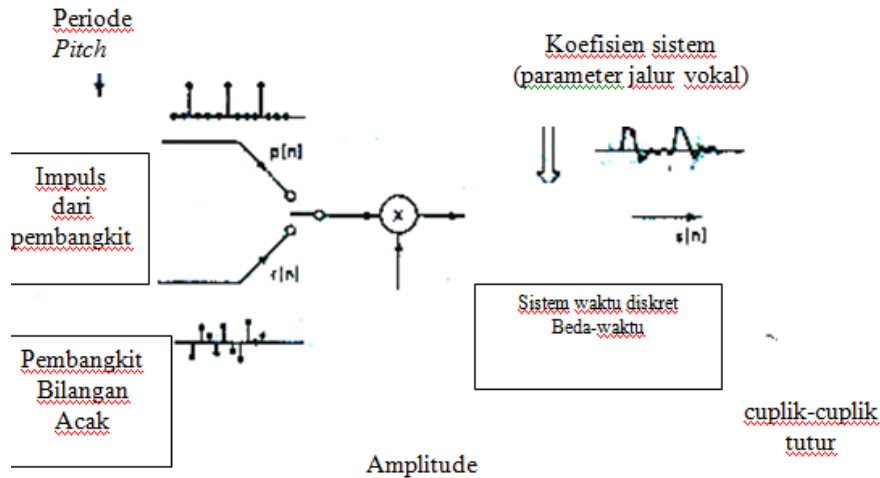 Periode
Pitch
Koefisien sistem
(parameter jalur vokal)
p[n]
Impuls
dari
pembangkit
X
s[n]
r[n]
Sistem waktu diskret
Beda-waktu
Pembangkit
Bilangan
Acak
cuplik-cuplik
tutur
Amplitude